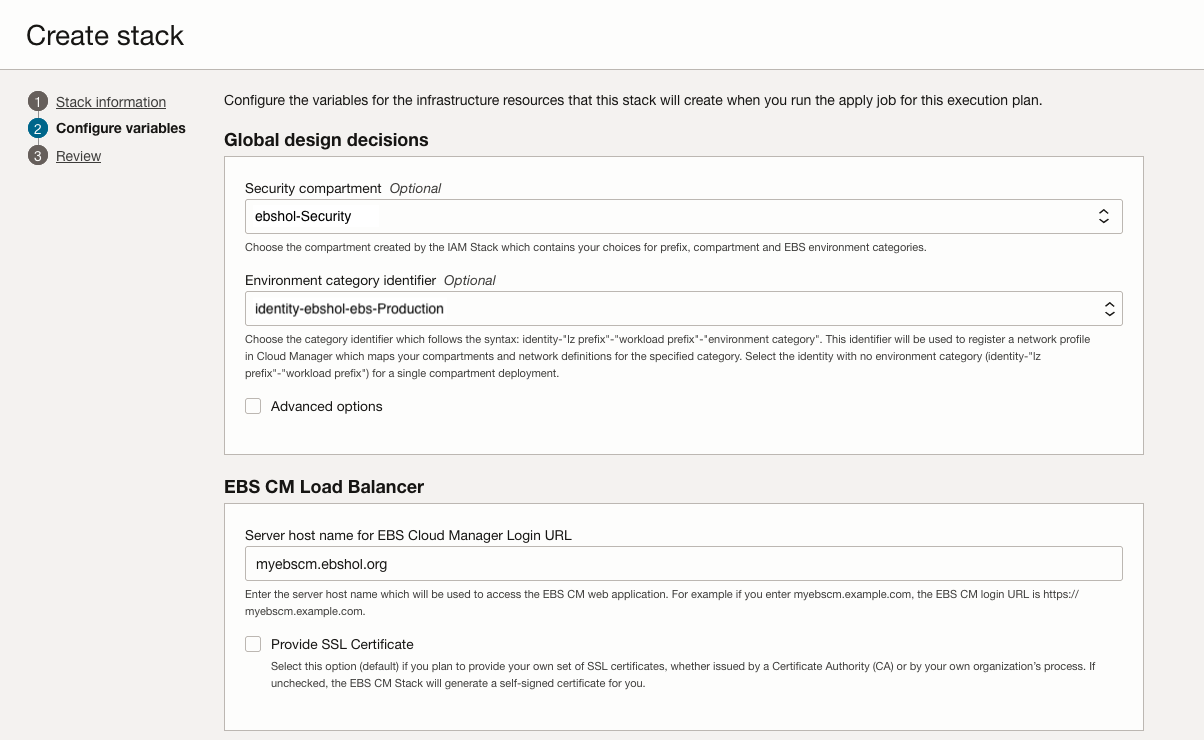 Create stack
1 Stack information
2 Configure variables
3 Review
Configure the variables for the infrastructure resources that this stack will create when you run the apply job for this execution plan.
Global design decisions
Security compartment Optional
ebshol-Security
Choose the compartment created by the IAM Stack which contains your choices for prefix, compartment and EBS environment categories.
Environment category identifier Optional
identity-ebshol-ebs-Production
Choose the category identifier which follows the syntax: identity-"lz prefix"-"workload prefix"-"environment category". This identifier will be used to register a network profile
in Cloud Manager which maps your compartments and network definitions for the specified category. Select the identity with no environment category (identity-"lz
prefix"-"workload prefix") for a single compartment deployment.
Advanced options
EBS CM Load Balancer
Server host name for EBS Cloud Manager Login URL
myebscm.ebshol.org
Enter the server host name which will be used to access the EBS CM web application. For example if you enter myebscm.example.com, the EBS CM login URL is https://
myebscm.example.com.
Provide SSL Certificate
Select this option (default) if you plan to provide your own set of SSL certificates, whether issued by a Certificate Authority (CA) or by your own organization's process. If
unchecked, the EBS CM Stack will generate a self-signed certificate for you.